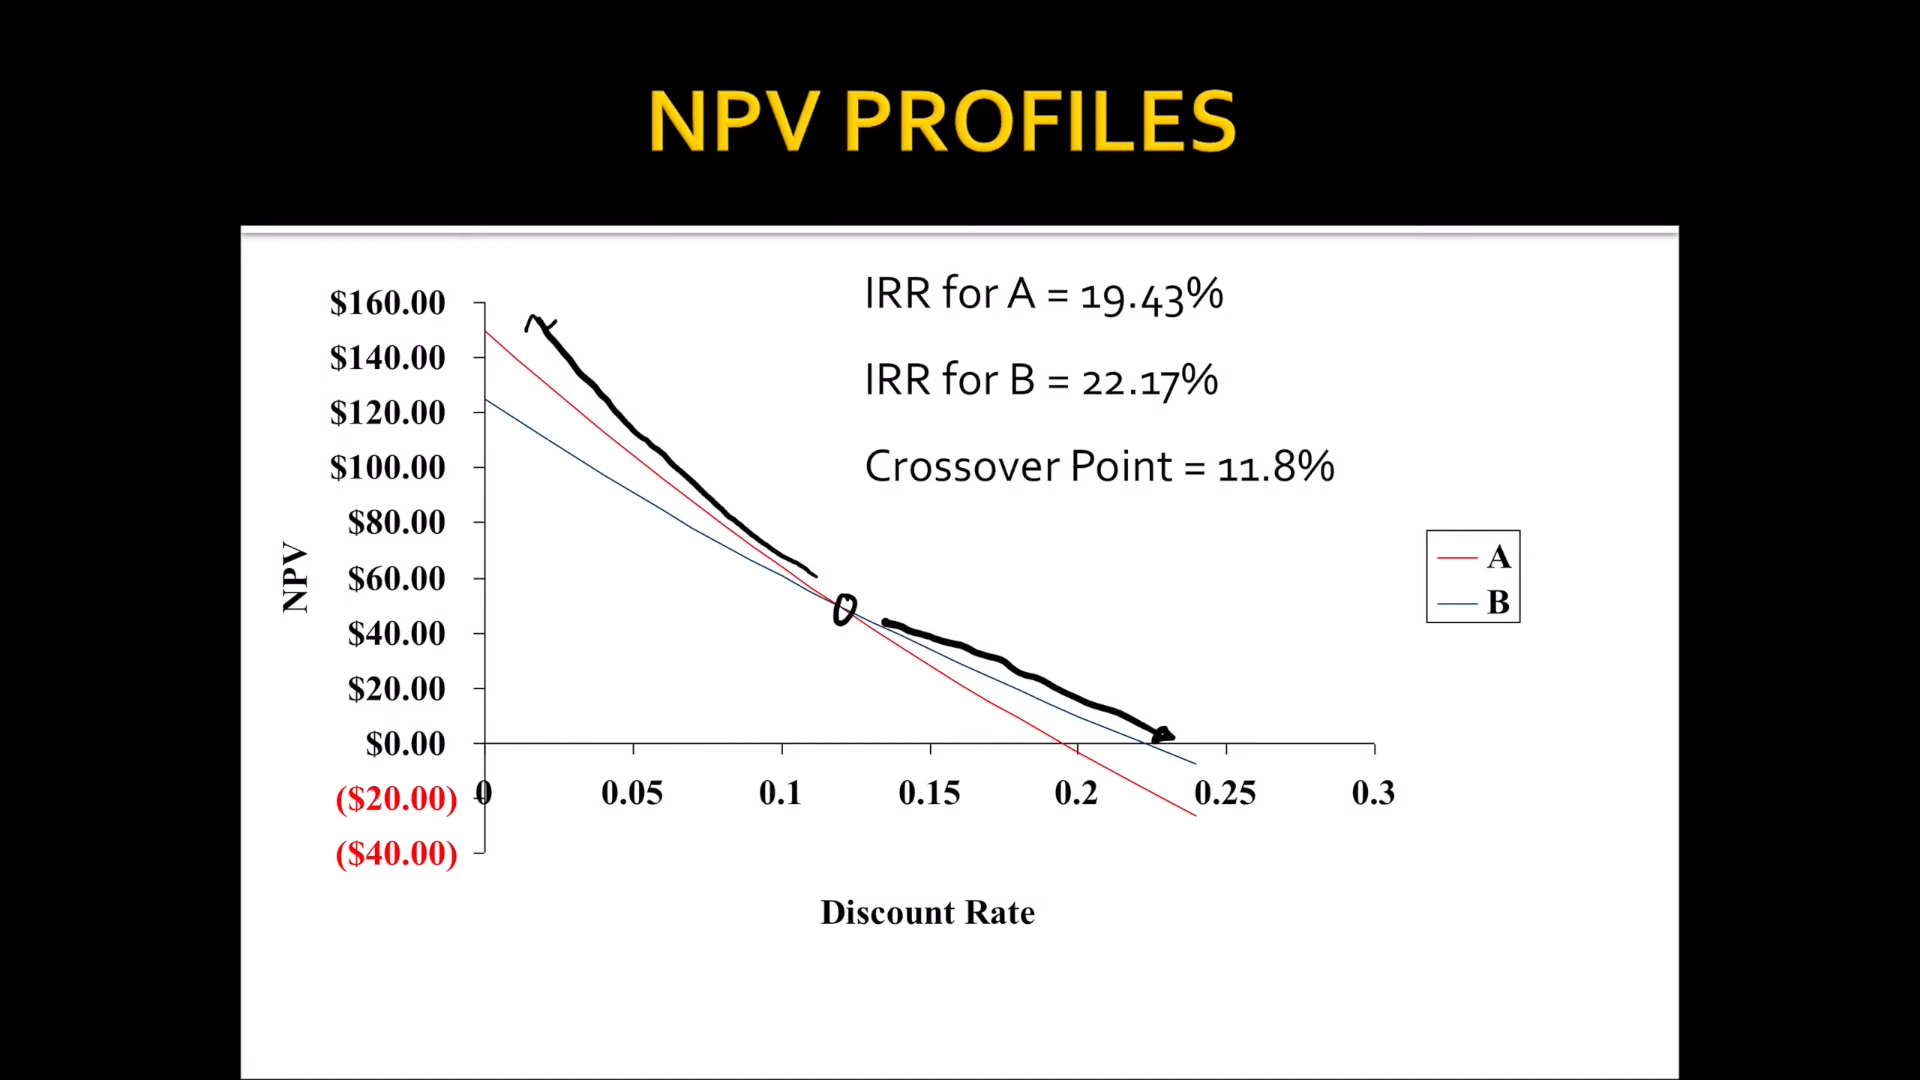 NPV PROFILES
IRR for A = 19.43%
IRR for B = 22.17%
Crossover Point = 11.8%
$160.00
$140.00
$120.00
$100.00
$80.00
$60.00
$40.00
$20.00
$0.00
($20.00)
($40.00)
NPV
0 0.05 0.1 0.15 0.2 0.25 0.3
Discount Rate
A
B